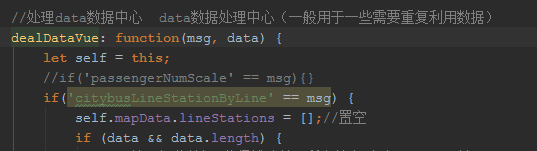 //处理data数据中心  data数据处理中心（一般用于一些需要重复利用数据）
dealDataVue: function(msg, data) {
let self = this;
//if('passengerNumScale' == msg){}
if('citybusLineStationByLine' == msg) {
self.mapData.lineStations = [];//置空
if (data && data.length) {